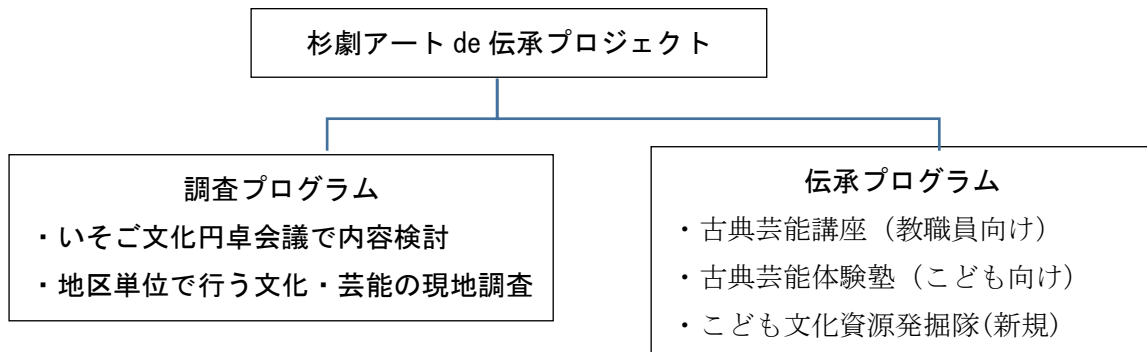 杉劇アート de 伝承プロジェクト
調査プログラム
・いそご文化円卓会議で内容検討
・地区単位で行う文化・芸能の現地調査
伝承プログラム
・古典芸能講座（教職員向け）
・古典芸能体験塾（こども向け）
・こども文化資源発掘隊(新規)